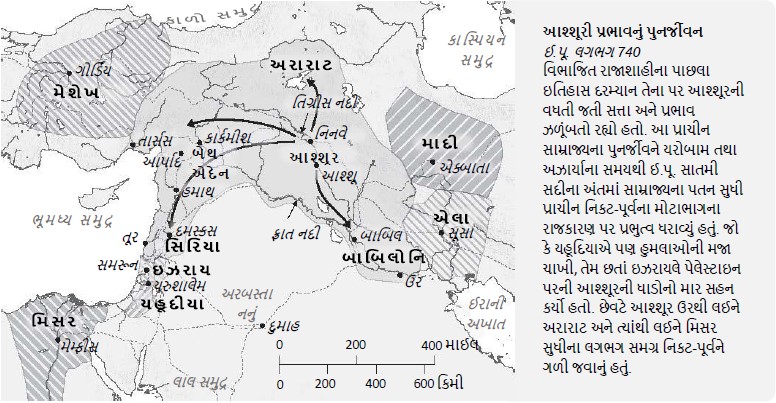 આશ્શૂરી પ્રભાવનું પુનર્જીવન
ઈ.પૂ. લગભગ 740
વિભાજિત રાજાશાહીના પાછલા
ઇતિહાસ દરમ્યાન તેના પર આશ્શૂરની
વધતી જતી સત્તા અને પ્રભાવ
ઝળૂંબતી રહ્યો હતો. આ પ્રાચીન
સામ્રાજ્યના પુનર્જીવને યરોબામ તથા
અઝાર્યાના સમયથી ઈ.પૂ. સાતમી
સદીના અંતમાં સામ્રાજ્યના પતન સુધી
પ્રાચીન નિકટ-પૂર્વના મોટાભાગના
રાજકારણ પર પ્રભુત્વ ધરાવ્યું હતું. જો
કે યહૂદિયાએ પણ હુમલાઓની મજા
ચાખી, તેમ છતાં ઇઝરાયલે પેલેસ્ટાઇન
પરની આશ્શૂરની ધાડોની માર સહન
કર્યો હતો. છેવટે આશ્શૂર ઉરથી લઈને
અરારાટ અને ત્યાંથી લઈને મિસર
સુધીના લગભગ સમગ્ર નિકટ-પૂર્વને
ગળી જવાનું હતું.
કાળો સમુદ્ર
કાસ્પિયન
સમુદ્ર
ગોર્ડિય
મેશેખ
અરારાટ
તિગ્રીસ નદી
તાર્સસ
કાર્કમીશ
નિનવે
માદી
આર્પાદ
બેથ
એદેન
આશ્શૂર
આશ્શૂ
એકબાતા
હમાથ
ભૂમધ્ય સમુદ્ર
દમસ્કસ
સિરિયા
તૂર
ફ્રાત નદી
બાબિલ
બાબિલોનિ
એલા
સૂસા
સમરૂન
ઇઝરાય
યરુશાલેમ
યહૂદીયા
ઉર
અરબસ્તા
નનું
દુમાહ
ઈરાની
અખાત
મિસર
મેમ્ફીસ
લાલ સમુદ્ર
0 200 400 માઇલ
0 200 400 600 કિમી